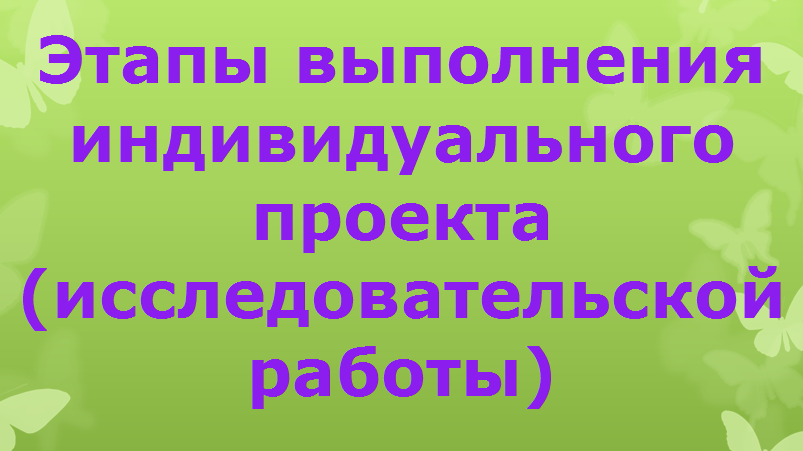 Этапы выполнения
индивидуального
проекта
(исследовательской
работы)